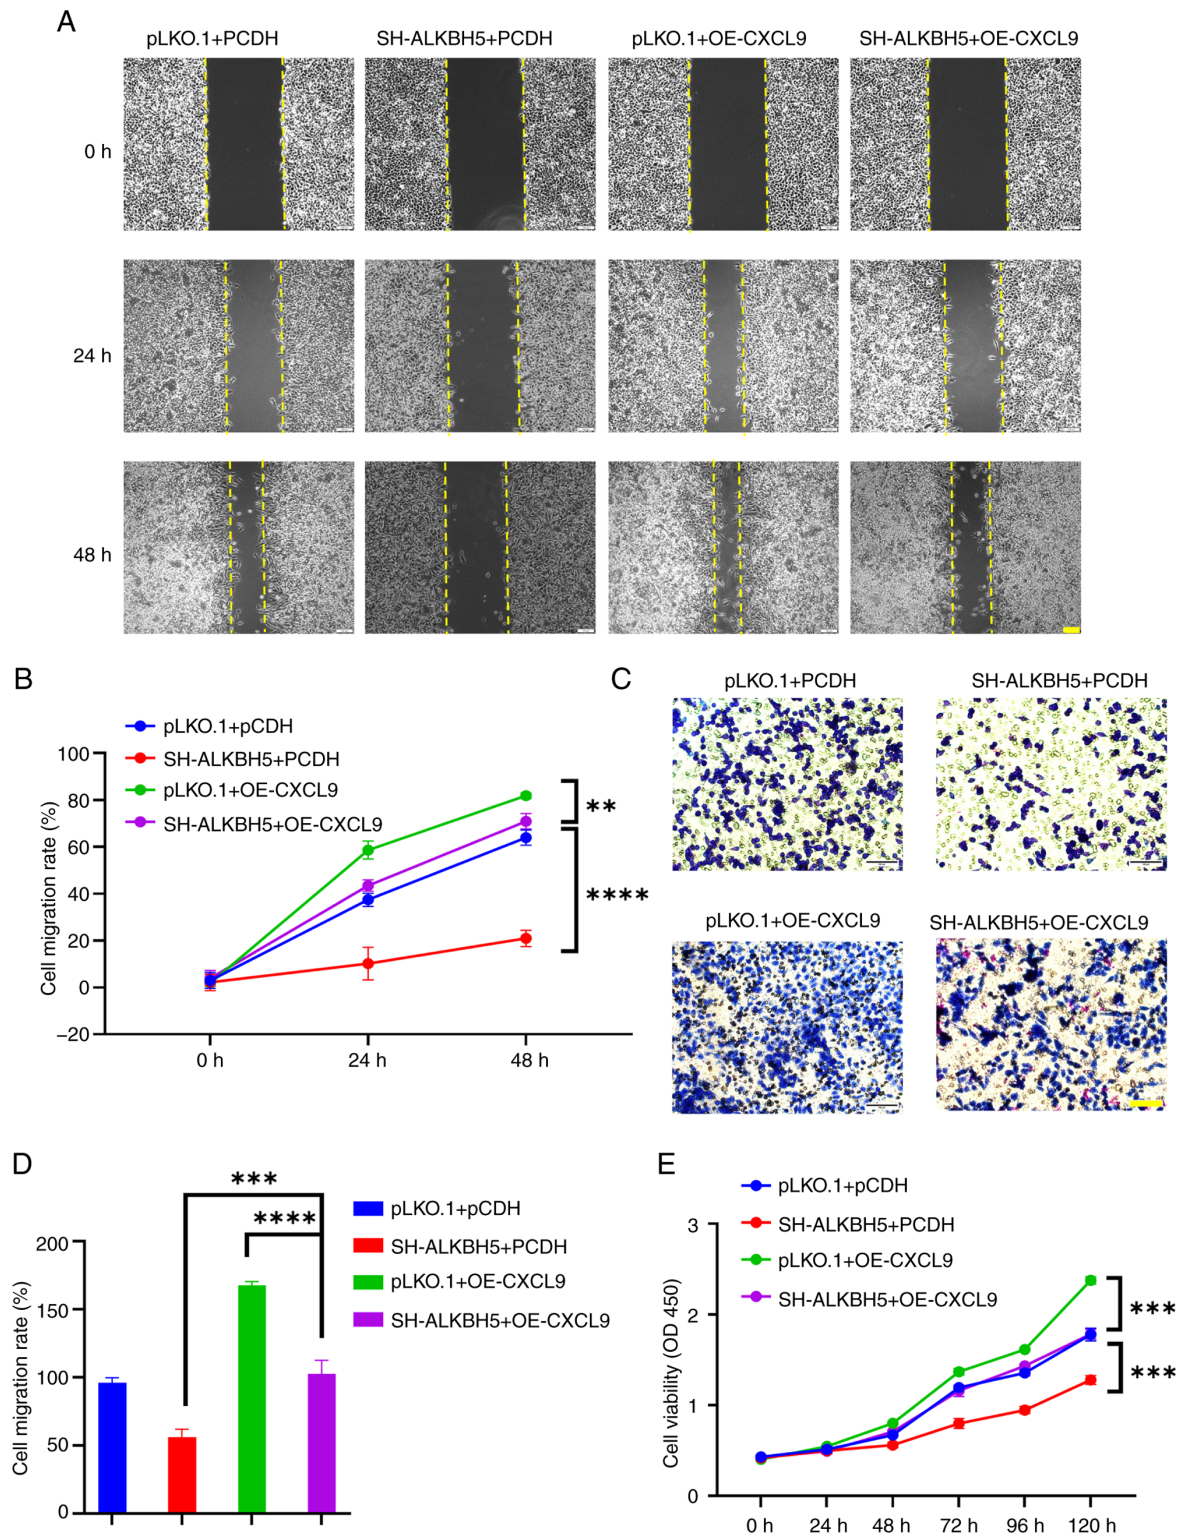 A
pLKO.1+PCDH SH-ALKBH5+PCDH pLKO.1+OE-CXCL9 SH-ALKBH5+OE-CXCL9
0 h
24 h
48 h
B
pLKO.1+pCDH
SH-ALKBH5+PCDH
pLKO.1+OE-CXCL9
SH-ALKBH5+OE-CXCL9
Cell migration rate (%)
100
80
60
40
20
0
−20
0 h 24 h 48 h
**
****
C
pLKO.1+PCDH SH-ALKBH5+PCDH
pLKO.1+OE-CXCL9 SH-ALKBH5+OE-CXCL9
D
Cell migration rate (%)
200
150
100
50
0
***
****
pLKO.1+pCDH
SH-ALKBH5+PCDH
pLKO.1+OE-CXCL9
SH-ALKBH5+OE-CXCL9
E
pLKO.1+pCDH
SH-ALKBH5+PCDH
pLKO.1+OE-CXCL9
SH-ALKBH5+OE-CXCL9
Cell viability (OD 450)
3
2
1
0
0 h 24 h 48 h 72 h 96 h 120 h
***
***